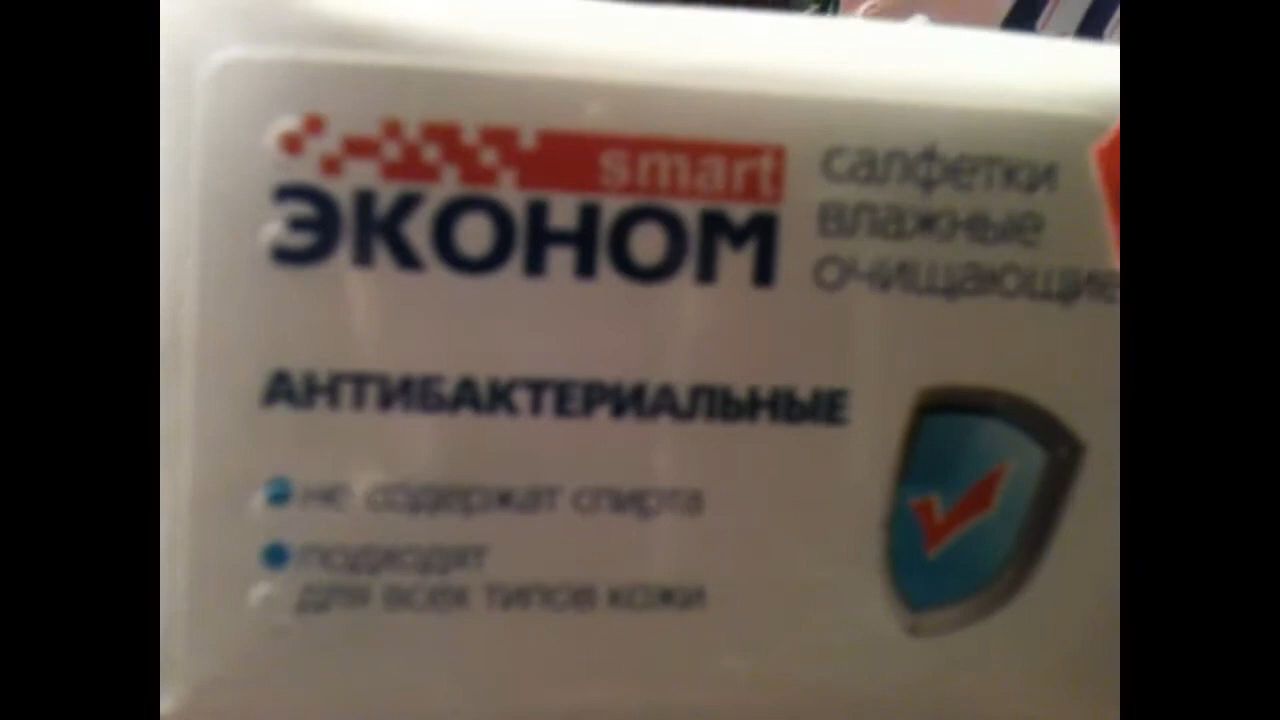 smart
ЭКОНОМ
салфетки
влажные
очищающие
АНТИБАКТЕРИАЛЬНЫЕ
не содержат спирта
подходят
для всех типов кожи